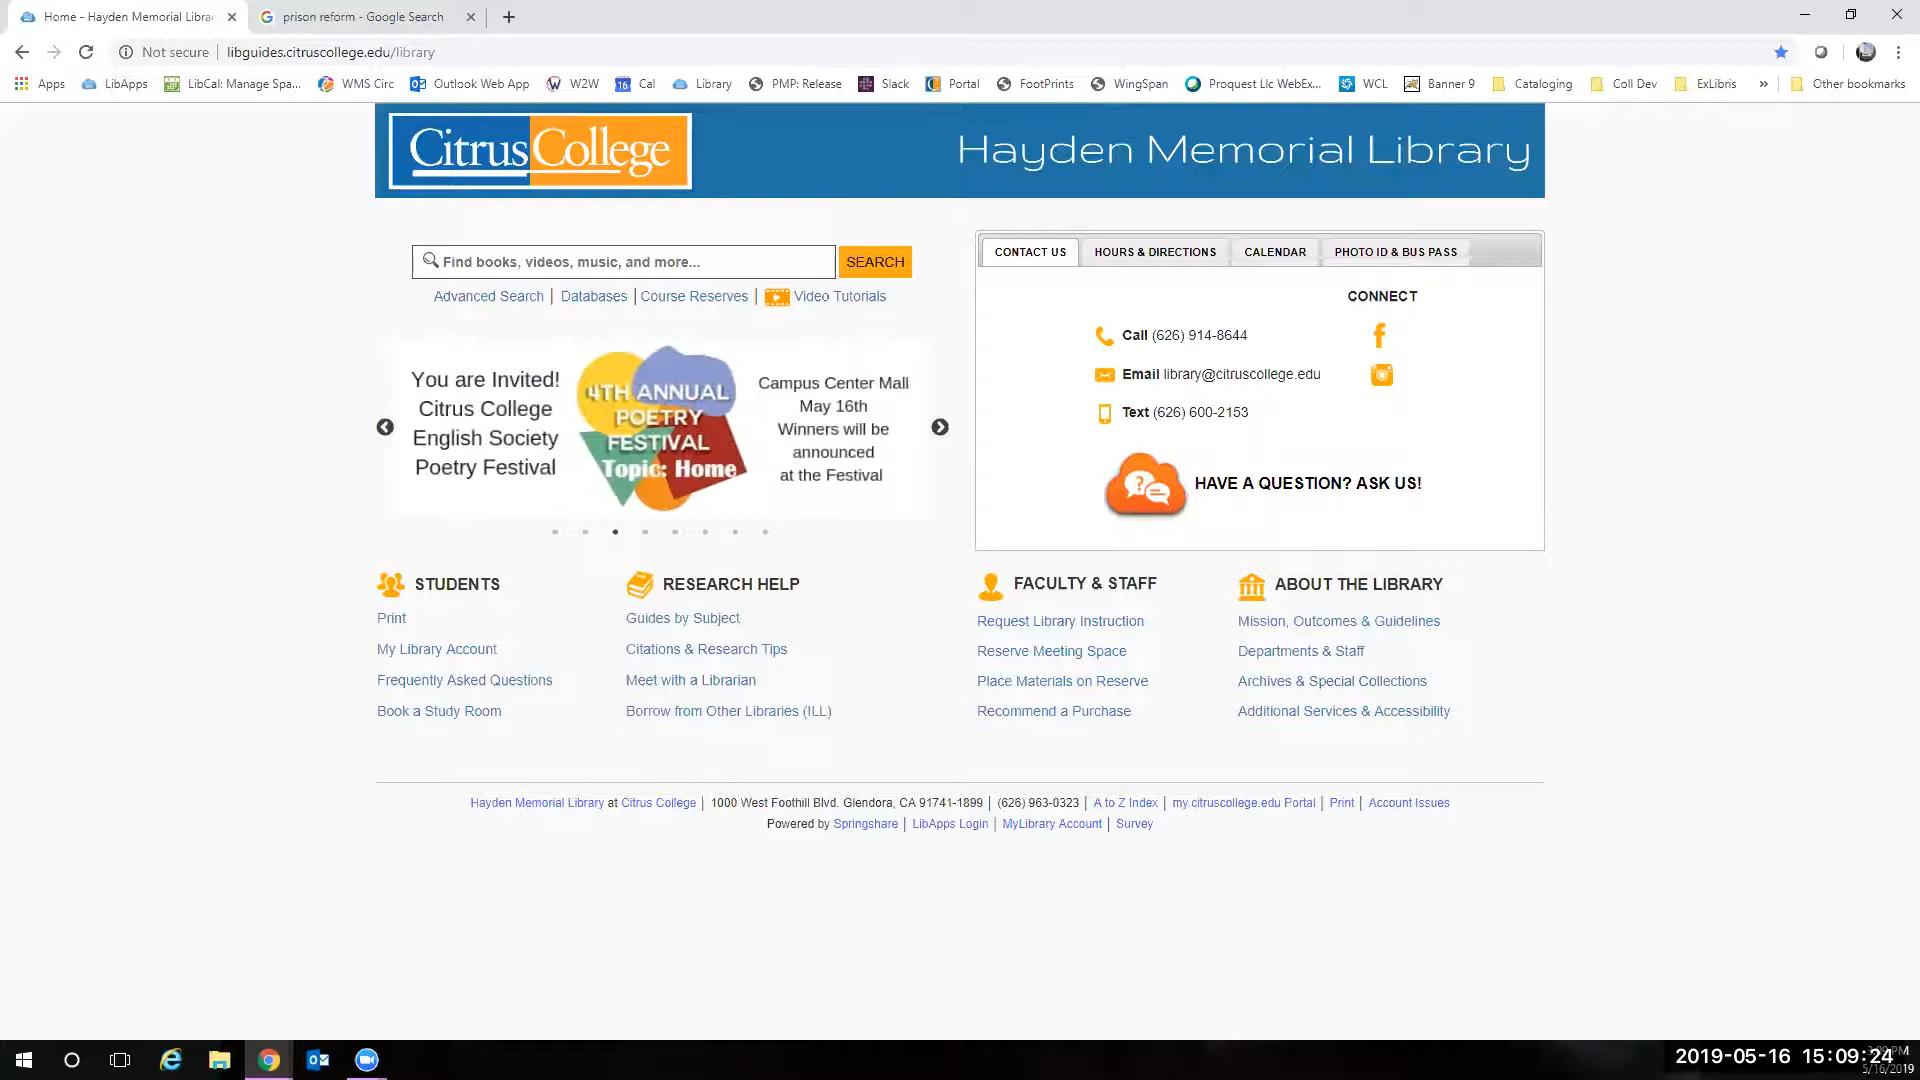 Home - Hayden Memorial Libra
prison reform - Google Search
Not secure
libguides.citruscollege.edu/library
Apps
LibApps
LibCal: Manage Spa...
WMS Circ
Outlook Web App
W2W
16
Cal
Library
PMP: Release
Slack
Portal
FootPrints
WingSpan
Proquest Llc WebEx...
WCL
Banner 9
Cataloging
Coll Dev
ExLibris
»
Other bookmarks
Citrus College
Hayden Memorial Library
Find books, videos, music, and more...
SEARCH
Advanced Search | Databases | Course Reserves | Video Tutorials
You are Invited!
Citrus College
English Society
Poetry Festival
4TH ANNUAL
POETRY
FESTIVAL
Topic: Home
Campus Center Mall
May 16th
Winners will be
announced
at the Festival
CONTACT US
HOURS & DIRECTIONS
CALENDAR
PHOTO ID & BUS PASS
CONNECT
Call (626) 914-8644
Email library@citruscollege.edu
Text (626) 600-2153
HAVE A QUESTION? ASK US!
STUDENTS
Print
My Library Account
Frequently Asked Questions
Book a Study Room
RESEARCH HELP
Guides by Subject
Citations & Research Tips
Meet with a Librarian
Borrow from Other Libraries (ILL)
FACULTY & STAFF
Request Library Instruction
Reserve Meeting Space
Place Materials on Reserve
Recommend a Purchase
ABOUT THE LIBRARY
Mission, Outcomes & Guidelines
Departments & Staff
Archives & Special Collections
Additional Services & Accessibility
Hayden Memorial Library at Citrus College | 1000 West Foothill Blvd. Glendora, CA 91741-1899 | (626) 963-0323 | A to Z Index | my.citruscollege.edu Portal | Print | Account Issues
Powered by Springshare | LibApps Login | MyLibrary Account | Survey
2019-05-16 15:09:24
5/16/2019